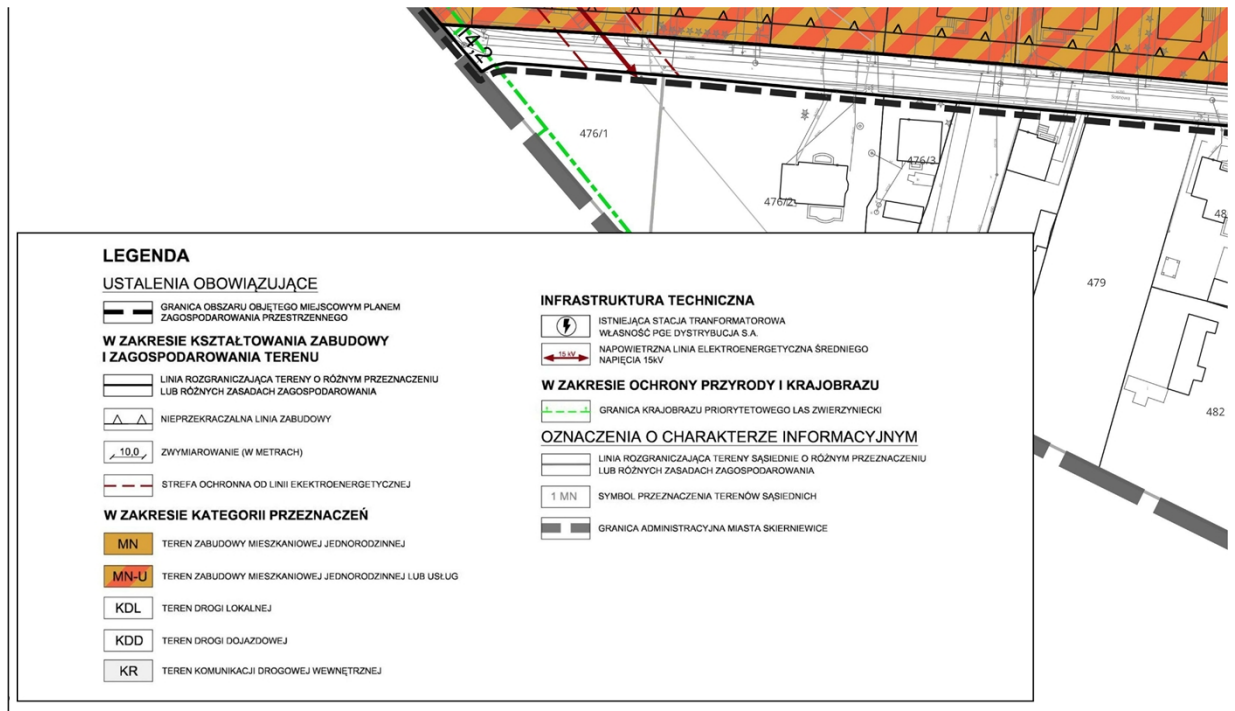 14.2
476/1
476/2
476/3
479
482
LEGENDA
USTALENIA OBOWIĄZUJĄCE
GRANICA OBSZARU OBJĘTEGO MIEJSCOWYM PLANEM
ZAGOSPODAROWANIA PRZESTRZENNEGO
W ZAKRESIE KSZTAŁTOWANIA ZABUDOWY
I ZAGOSPODAROWANIA TERENU
LINIA ROZGRANICZAJĄCA TERENY O RÓŻNYM PRZEZNACZENIU
LUB RÓŻNYCH ZASADACH ZAGOSPODAROWANIA
NIEPRZEKRACZALNA LINIA ZABUDOWY
10,0 ZWYMIAROWANIE (W METRACH)
STREFA OCHRONNA OD LINII EKEKTROENERGETYCZNEJ
W ZAKRESIE KATEGORII PRZEZNACZEŃ
MN TEREN ZABUDOWY MIESZKANIOWEJ JEDNORODZINNEJ
MN-U TEREN ZABUDOWY MIESZKANIOWEJ JEDNORODZINNEJ LUB USŁUG
KDL TEREN DROGI LOKALNEJ
KDD TEREN DROGI DOJAZDOWEJ
KR TEREN KOMUNIKACJI DROGOWEJ WEWNĘTRZNEJ
INFRASTRUKTURA TECHNICZNA
ISTNIEJĄCA STACJA TRANFORMATOROWA
WŁASNOŚĆ PGE DYSTRYBUCJA S.A.
15 kV NAPOWIETRZNA LINIA ELEKTROENERGETYCZNA ŚREDNIEGO
NAPIĘCIA 15kV
W ZAKRESIE OCHRONY PRZYRODY I KRAJOBRAZU
GRANICA KRAJOBRAZU PRIORYTETOWEGO LAS ZWIERZYNIECKI
OZNACZENIA O CHARAKTERZE INFORMACYJNYM
LINIA ROZGRANICZAJĄCA TERENY SĄSIEDNIE O RÓŻNYM PRZEZNACZENIU
LUB RÓŻNYCH ZASADACH ZAGOSPODAROWANIA
1 MN SYMBOL PRZEZNACZENIA TERENÓW SĄSIEDNICH
GRANICA ADMINISTRACYJNA MIASTA SKIERNIEWICE